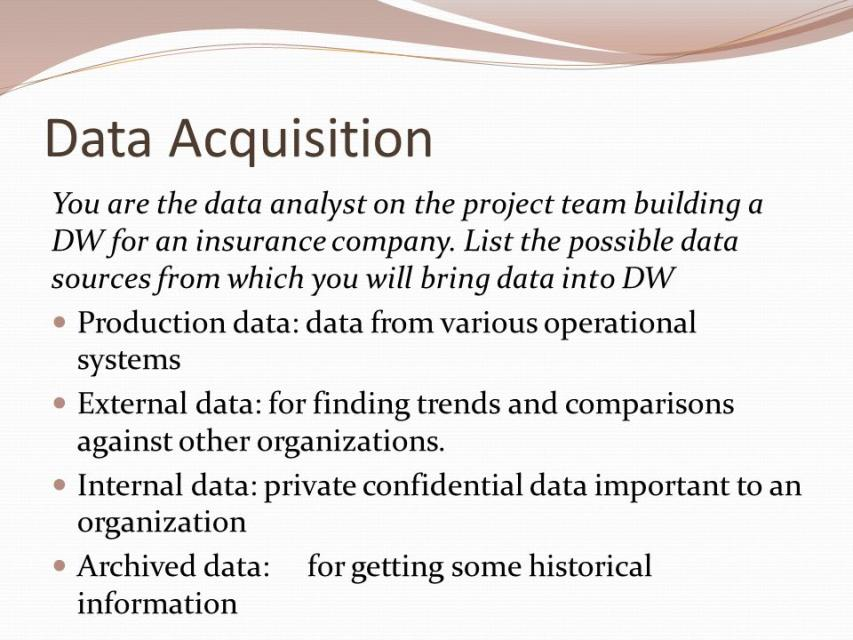 Data Acquisition
You are the data analyst on the project team building a
DW for an insurance company. List the possible data
sources from which you will bring data into DW
• Production data: data from various operational
systems
• External data: for finding trends and comparisons
against other organizations.
• Internal data: private confidential data important to an
organization
• Archived data: for getting some historical
information